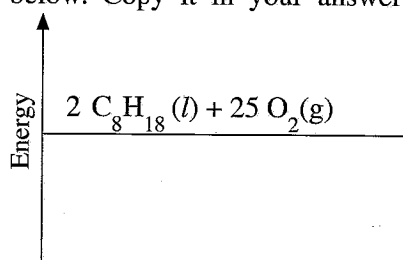 below. Copy it in your answer
2 C₈H₁₈ (l) + 25 O₂(g)
Energy